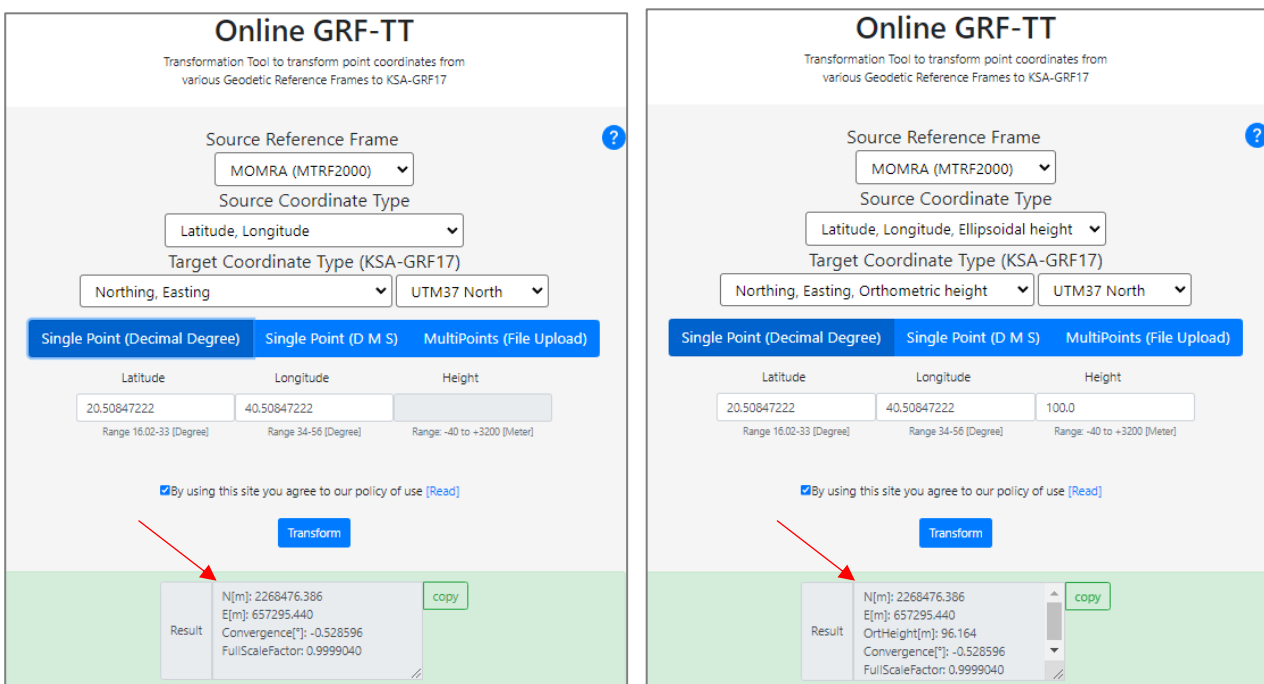 Online GRF-TT
Transformation Tool to transform point coordinates from
various Geodetic Reference Frames to KSA-GRF17
?
Source Reference Frame
MOMRA (MTRF2000)
Source Coordinate Type
Latitude, Longitude
Target Coordinate Type (KSA-GRF17)
Northing, Easting UTM37 North
Single Point (Decimal Degree) Single Point (D M S) MultiPoints (File Upload)
Latitude Longitude Height
20.50847222 40.50847222
Range 16.02-33 [Degree] Range 34-56 [Degree] Range: -40 to +3200 [Meter]
By using this site you agree to our policy of use [Read]
Transform
Result
N[m]: 2268476.386
E[m]: 657295.440
Convergence[°]: -0.528596
FullScaleFactor: 0.9999040
copy
Online GRF-TT
Transformation Tool to transform point coordinates from
various Geodetic Reference Frames to KSA-GRF17
?
Source Reference Frame
MOMRA (MTRF2000)
Source Coordinate Type
Latitude, Longitude, Ellipsoidal height
Target Coordinate Type (KSA-GRF17)
Northing, Easting, Orthometric height UTM37 North
Single Point (Decimal Degree) Single Point (D M S) MultiPoints (File Upload)
Latitude Longitude Height
20.50847222 40.50847222 100.0
Range 16.02-33 [Degree] Range 34-56 [Degree] Range: -40 to +3200 [Meter]
By using this site you agree to our policy of use [Read]
Transform
Result
N[m]: 2268476.386
E[m]: 657295.440
OrtHeight[m]: 96.164
Convergence[°]: -0.528596
FullScaleFactor: 0.9999040
copy